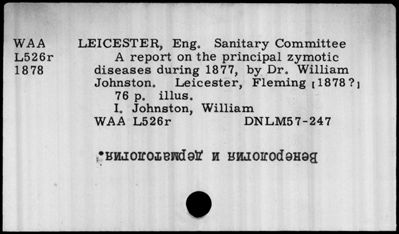 WAA LEICESTER, Eng. Sanitary Committee
L526r A report on the principal zymotic
1878 diseases during 1877, by Dr. William
Johnston. Leicester, Fleming [1878?]
76 p. illus.
I. Johnston, William
WAA L526r DNLM57-247
Венерология и дерматология.